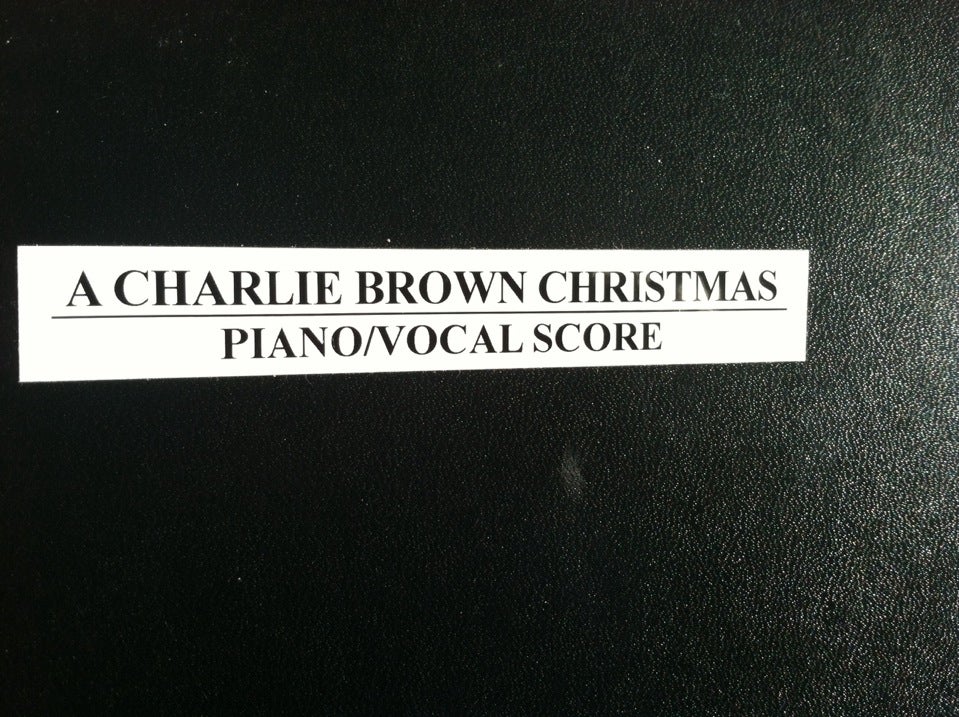 A CHARLIE BROWN CHRISTMAS
PIANO/VOCAL SCORE